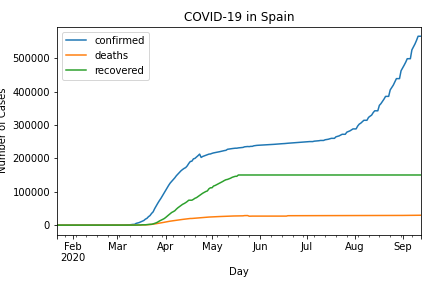 COVID-19 in Spain
confirmed
deaths
recovered
Number of Cases
500000
400000
300000
200000
100000
0
Feb Mar Apr May Jun Jul Aug Sep
2020
Day